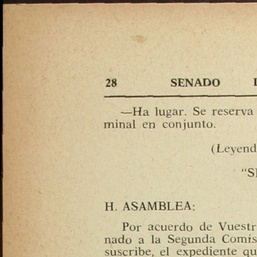 28 SENADO
—Ha lugar. Se reserva
minal en conjunto.
(Leyend
"S
H. ASAMBLEA:
Por acuerdo de Vuestr
nado a la Segunda Comis
suscribe, el expediente qu